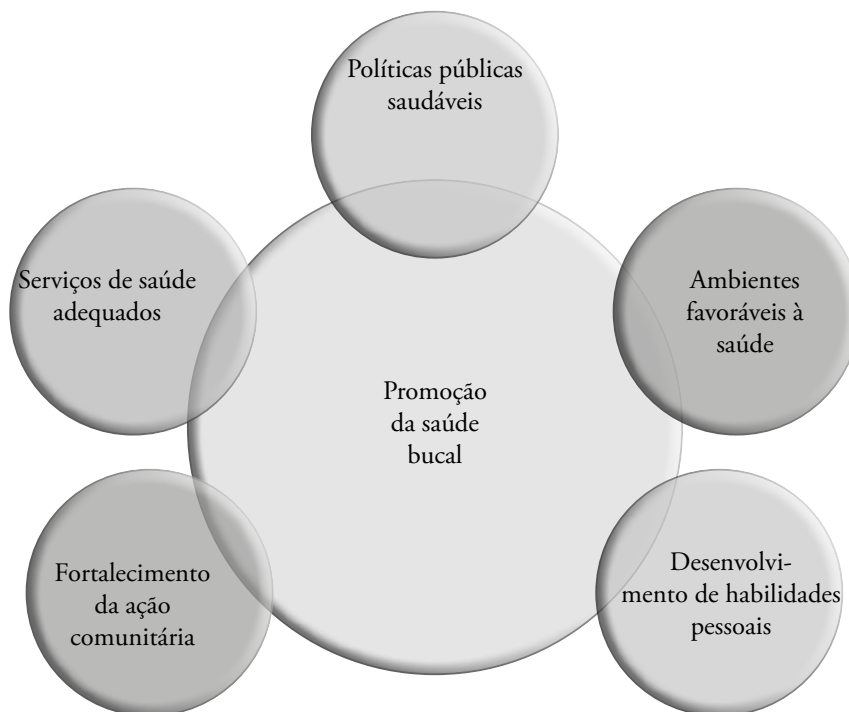 Políticas públicas
saudáveis
Serviços de saúde
adequados
Ambientes
favoráveis à
saúde
Promoção
da saúde
bucal
Fortalecimento
da ação
comunitária
Desenvolvi-
mento de habilidades
pessoais